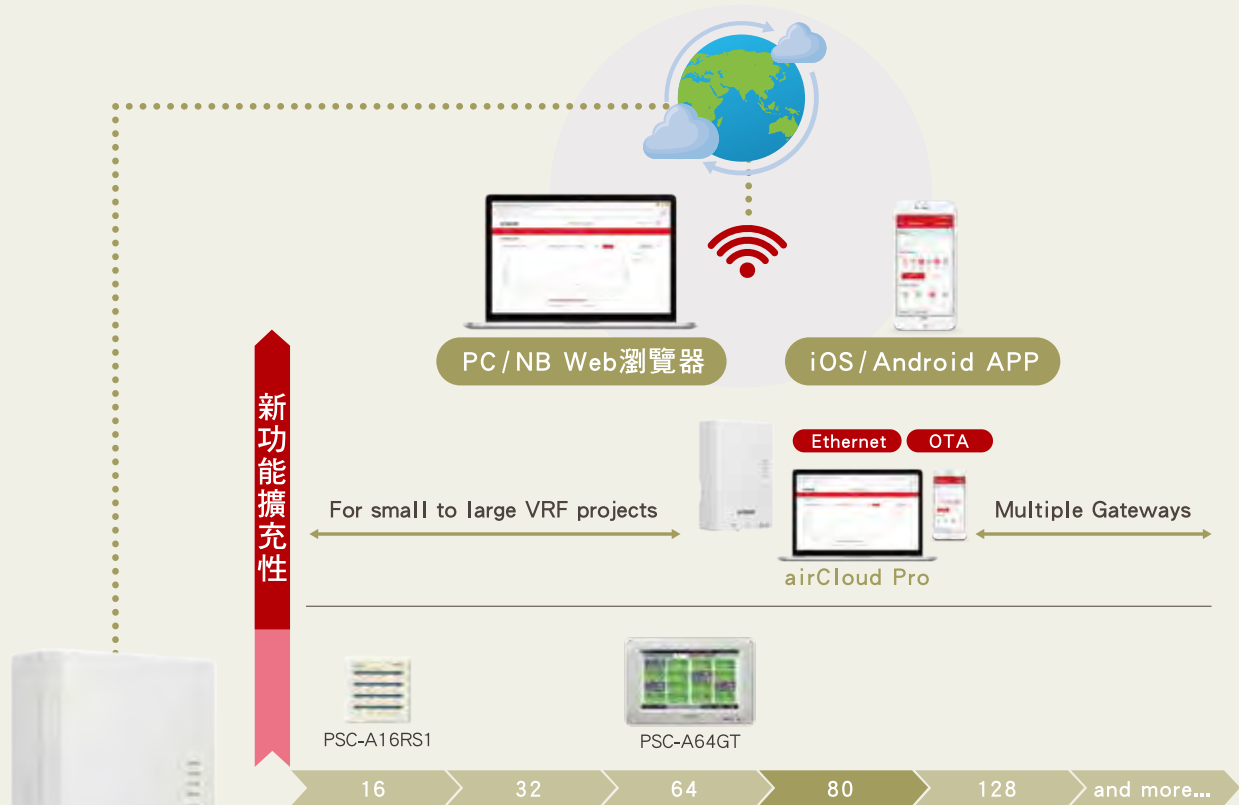 PC/NB Web瀏覽器
iOS/Android APP
新功能擴充性
Ethernet
OTA
For small to large VRF projects
Multiple Gateways
airCloud Pro
PSC-A16RS1
PSC-A64GT
16
32
64
80
128
and more...